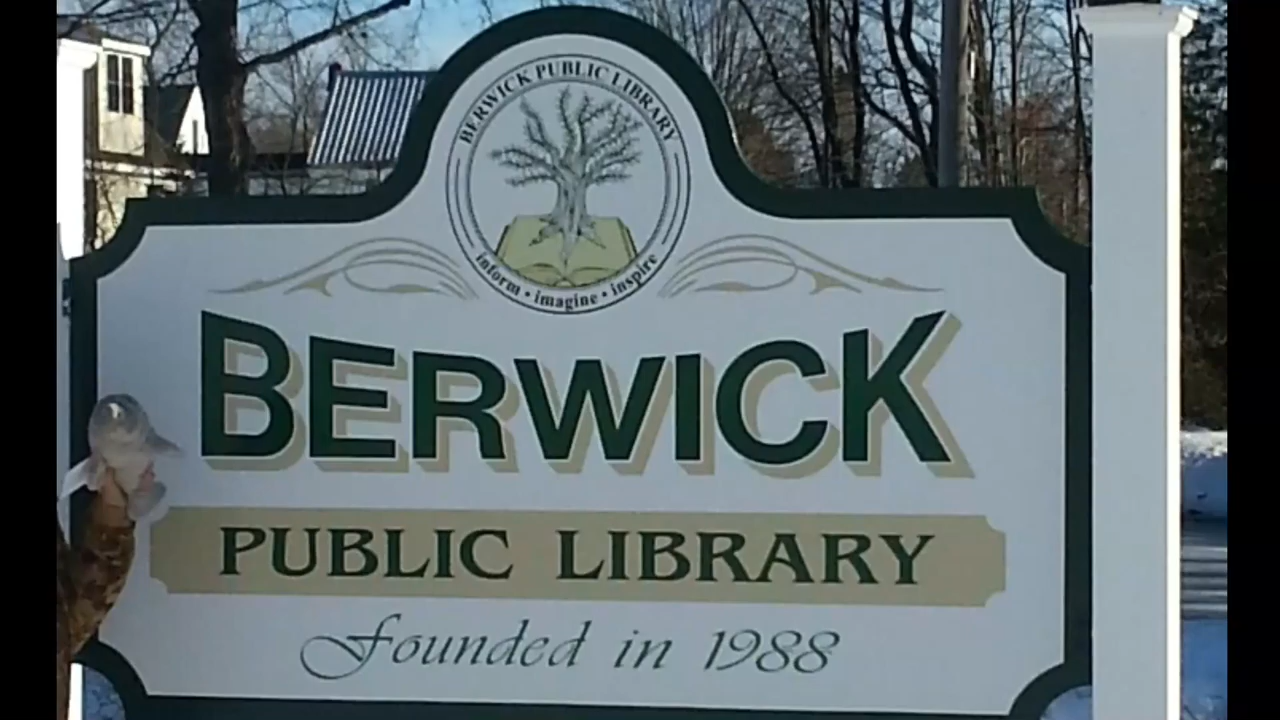 BERWICK PUBLIC LIBRARY
inform • imagine • inspire
BERWICK
PUBLIC LIBRARY
Founded in 1988